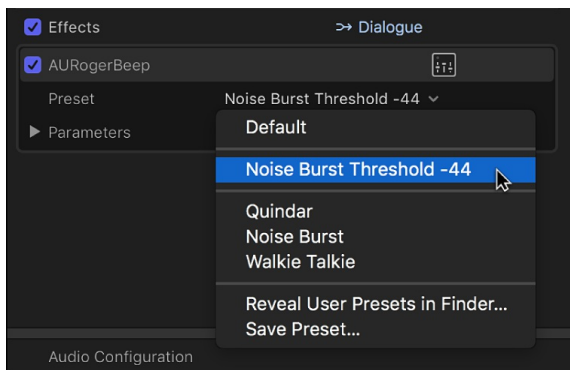 Effects Dialogue
AURogerBeep
Preset Noise Burst Threshold -44
Parameters
Default
Noise Burst Threshold -44
Quindar
Noise Burst
Walkie Talkie
Reveal User Presets in Finder...
Save Preset...
Audio Configuration